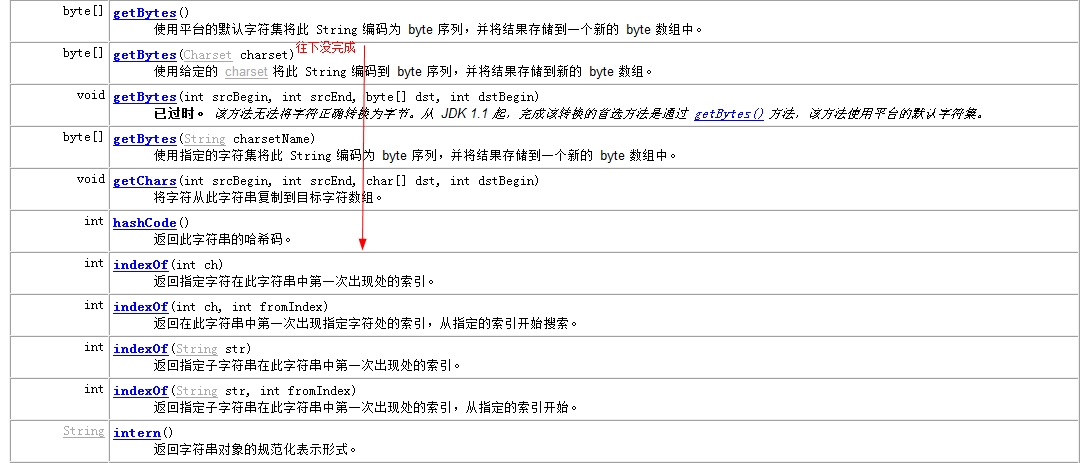 byte[] getBytes()
使用平台的默认字符集将此 String 编码为 byte 序列，并将结果存储到一个新的 byte 数组中。
byte[] getBytes(Charset charset) 往下没完成
使用给定的 charset 将此 String 编码到 byte 序列，并将结果存储到新的 byte 数组。
void getBytes(int srcBegin, int srcEnd, byte[] dst, int dstBegin)
已过时。 该方法无法将字符正确转换为字节。从 JDK 1.1 起，完成该转换的首选方法是通过 getBytes() 方法，该方法使用平台的默认字符集。
byte[] getBytes(String charsetName)
使用指定的字符集将此 String 编码为 byte 序列，并将结果存储到一个新的 byte 数组中。
void getChars(int srcBegin, int srcEnd, char[] dst, int dstBegin)
将字符从此字符串复制到目标字符数组。
int hashCode()
返回此字符串的哈希码。
int indexOf(int ch)
返回指定字符在此字符串中第一次出现处的索引。
int indexOf(int ch, int fromIndex)
返回在此字符串中第一次出现指定字符处的索引，从指定的索引开始搜索。
int indexOf(String str)
返回指定子字符串在此字符串中第一次出现处的索引。
int indexOf(String str, int fromIndex)
返回指定子字符串在此字符串中第一次出现处的索引，从指定的索引开始。
String intern()
返回字符串对象的规范化表示形式。